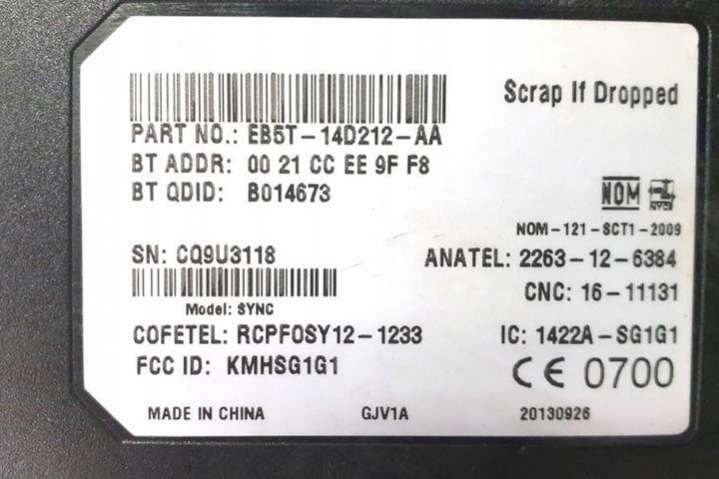 Scrap If Dropped
PART NO.: EB5T-14D212-AA
BT ADDR: 00 21 CC EE 9F F8
BT QDID: B014673
NOM
NYCE
NOM-121-SCT1-2009
SN: CQ9U3118
ANATEL: 2263-12-6384
CNC: 16-11131
Model: SYNC
COFETEL: RCPFOSY12-1233
IC: 1422A-SG1G1
FCC ID: KMHSG1G1
CE 0700
MADE IN CHINA
GJV1A
20130926